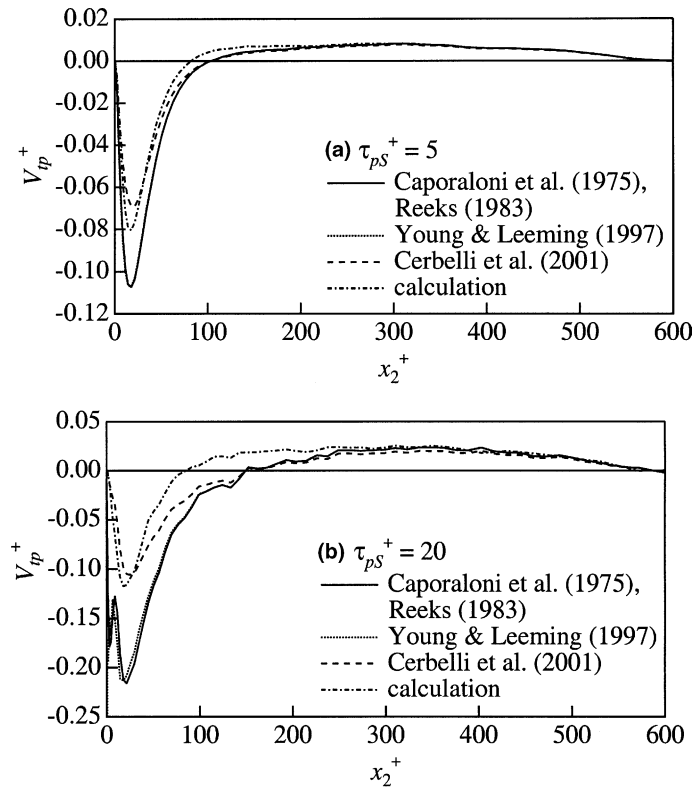 0.02
0.00
-0.02
-0.04
-0.06
-0.08
-0.10
-0.12
V_tp^+
(a) τ_pS^+ = 5
Caporaloni et al. (1975),
Reeks (1983)
Young & Leeming (1997)
Cerbelli et al. (2001)
calculation
0 100 200 300 400 500 600
x_2^+
0.05
0.00
-0.05
-0.10
-0.15
-0.20
-0.25
V_tp^+
(b) τ_pS^+ = 20
Caporaloni et al. (1975),
Reeks (1983)
Young & Leeming (1997)
Cerbelli et al. (2001)
calculation
0 100 200 300 400 500 600
x_2^+